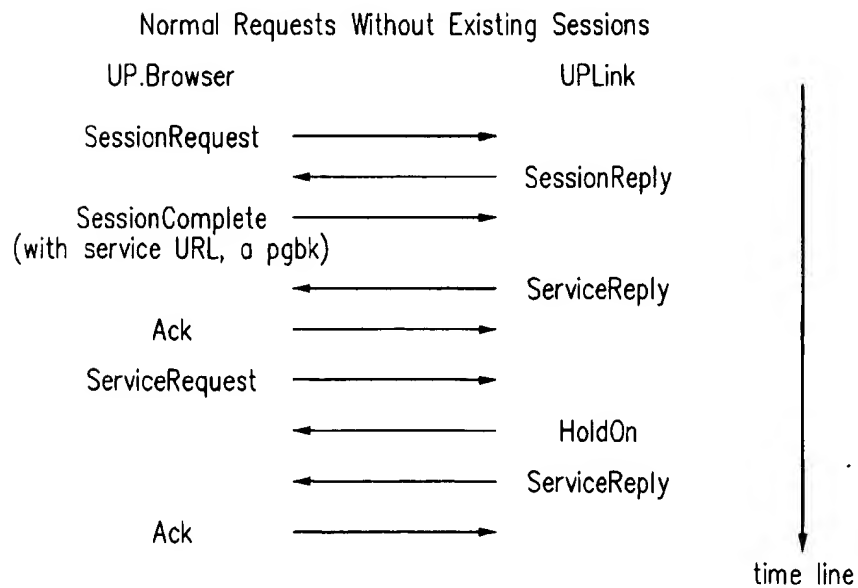 Normal Requests Without Existing Sessions
UP.Browser UPLink
SessionRequest
SessionReply
SessionComplete
(with service URL, a pgbk)
ServiceReply
Ack
ServiceRequest
HoldOn
ServiceReply
Ack
time line